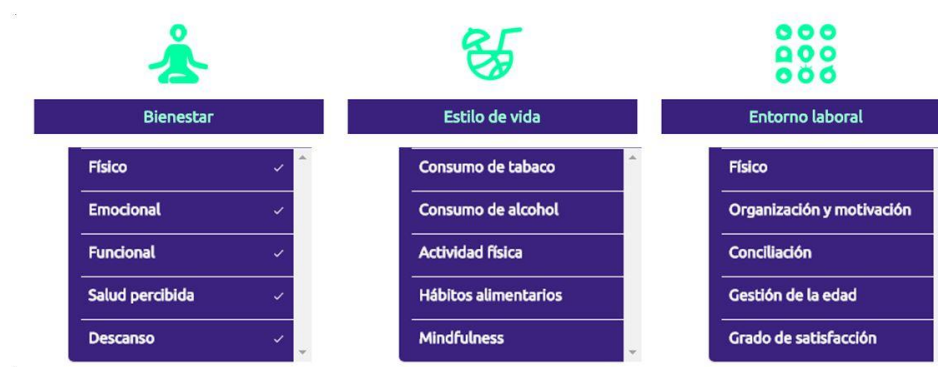 Bienestar
Físico
Emocional
Funcional
Salud percibida
Descanso
Estilo de vida
Consumo de tabaco
Consumo de alcohol
Actividad física
Hábitos alimentarios
Mindfulness
Entorno laboral
Físico
Organización y motivación
Conciliación
Gestión de la edad
Grado de satisfacción